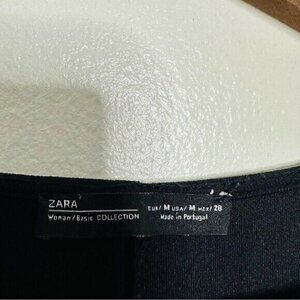 ZARA
Woman/Basic COLLECTION
EUR/ M USA/ M MEX/ 28
Made in Portugal